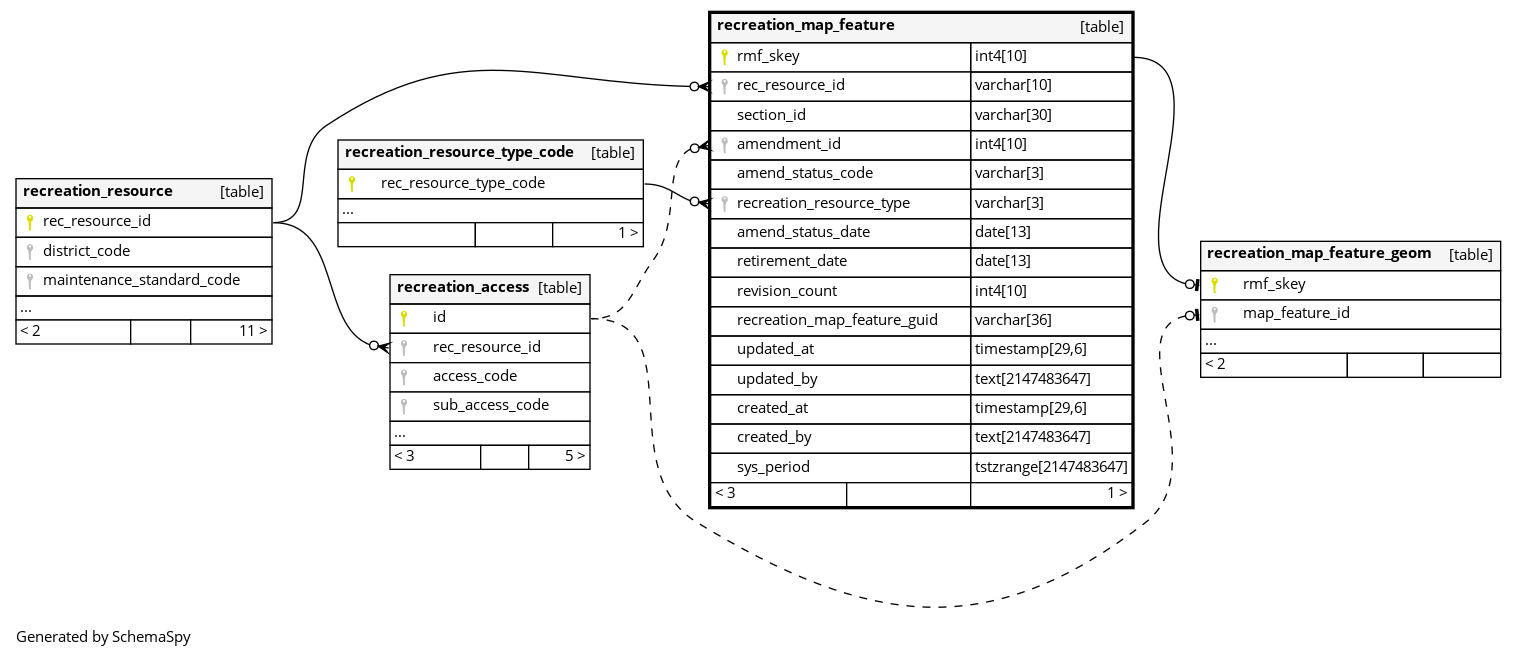 recreation_map_feature [table]
rmf_skey int4[10]
rec_resource_id varchar[10]
section_id varchar[30]
amendment_id int4[10]
amend_status_code varchar[3]
recreation_resource_type varchar[3]
amend_status_date date[13]
retirement_date date[13]
revision_count int4[10]
recreation_map_feature_guid varchar[36]
updated_at timestamp[29,6]
updated_by text[2147483647]
created_at timestamp[29,6]
created_by text[2147483647]
sys_period tstzrange[2147483647]
< 3 1 >
recreation_resource_type_code [table]
rec_resource_type_code
...
1 >
recreation_resource [table]
rec_resource_id
district_code
maintenance_standard_code
...
< 2 11 >
recreation_access [table]
id
rec_resource_id
access_code
sub_access_code
...
< 3 5 >
recreation_map_feature_geom [table]
rmf_skey
map_feature_id
...
< 2
Generated by SchemaSpy